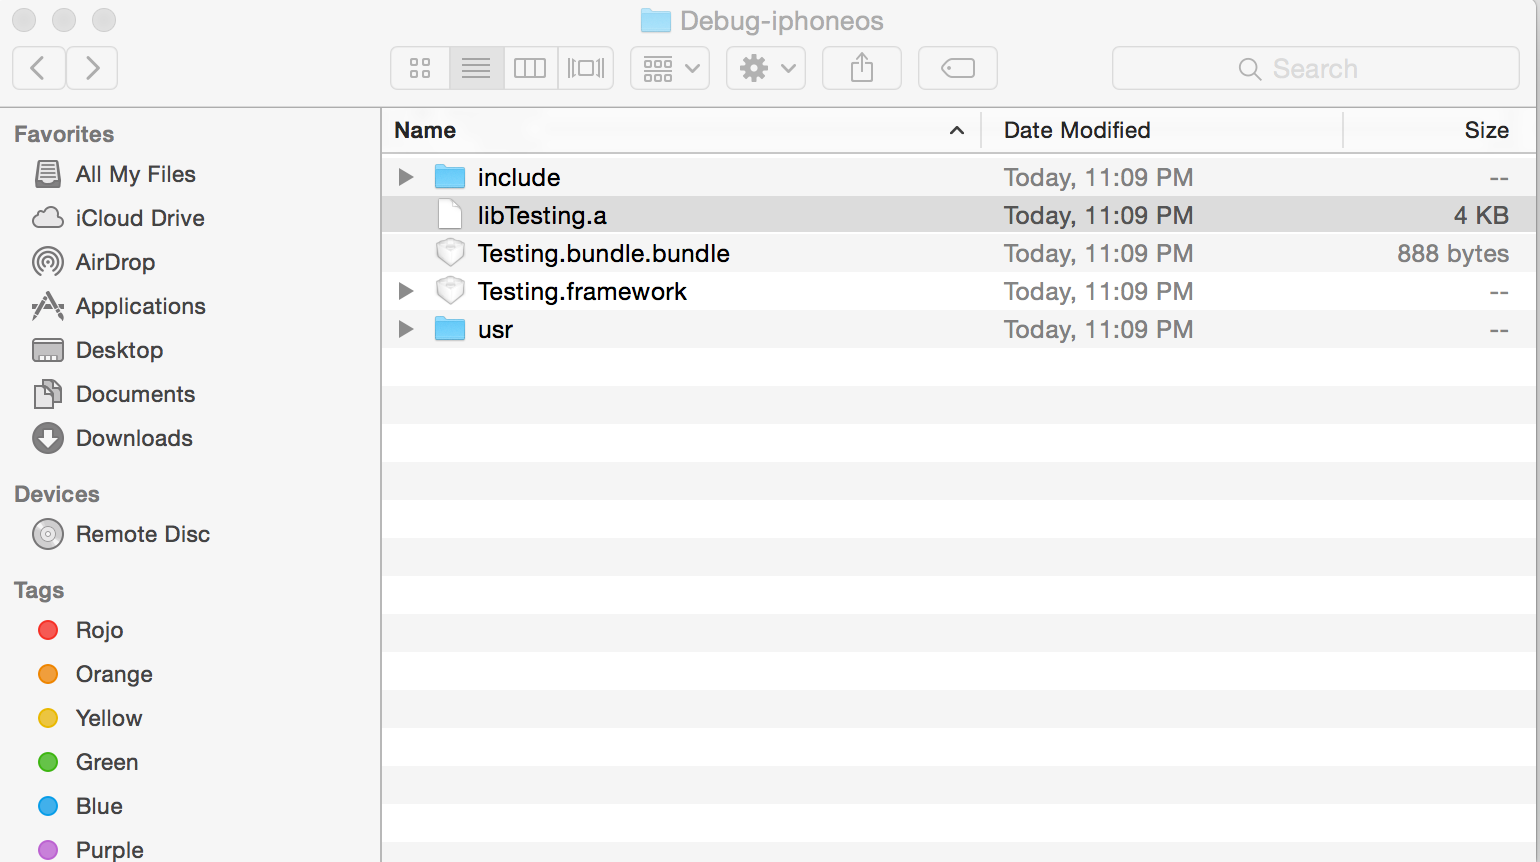 Debug-iphoneos
Search
Favorites
All My Files
iCloud Drive
AirDrop
Applications
Desktop
Documents
Downloads
Devices
Remote Disc
Tags
Rojo
Orange
Yellow
Green
Blue
Purple
Name Date Modified Size
include Today, 11:09 PM --
libTesting.a Today, 11:09 PM 4 KB
Testing.bundle.bundle Today, 11:09 PM 888 bytes
Testing.framework Today, 11:09 PM --
usr Today, 11:09 PM --